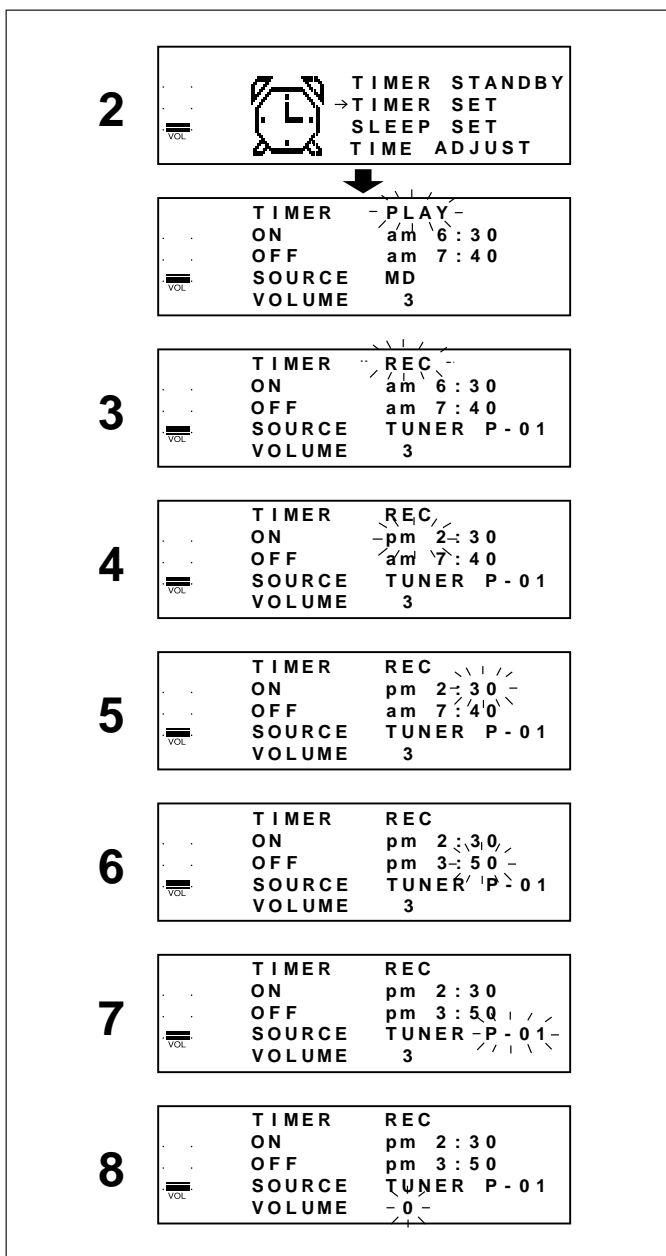 2
TIMER STANDBY
→TIMER SET
SLEEP SET
TIME ADJUST
VOL
TIMER PLAY
ON am 6:30
OFF am 7:40
SOURCE MD
VOLUME 3
VOL
3
TIMER REC
ON am 6:30
OFF am 7:40
SOURCE TUNER P-01
VOLUME 3
VOL
4
TIMER REC
ON pm 2:30
OFF am 7:40
SOURCE TUNER P-01
VOLUME 3
VOL
5
TIMER REC
ON pm 2:30
OFF am 7:40
SOURCE TUNER P-01
VOLUME 3
VOL
6
TIMER REC
ON pm 2:30
OFF pm 3:50
SOURCE TUNER P-01
VOLUME 3
VOL
7
TIMER REC
ON pm 2:30
OFF pm 3:50
SOURCE TUNER P-01
VOLUME 3
VOL
8
TIMER REC
ON pm 2:30
OFF pm 3:50
SOURCE TUNER P-01
VOLUME 0
VOL